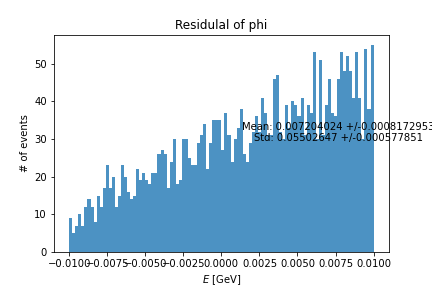 Residulal of phi
# of events
50
40
30
20
10
0
Mean: 0.007204024 +/-0.0008172953
Std: 0.05502647 +/-0.000577851
−0.0100 −0.0075 −0.0050 −0.0025 0.0000 0.0025 0.0050 0.0075 0.0100
E [GeV]